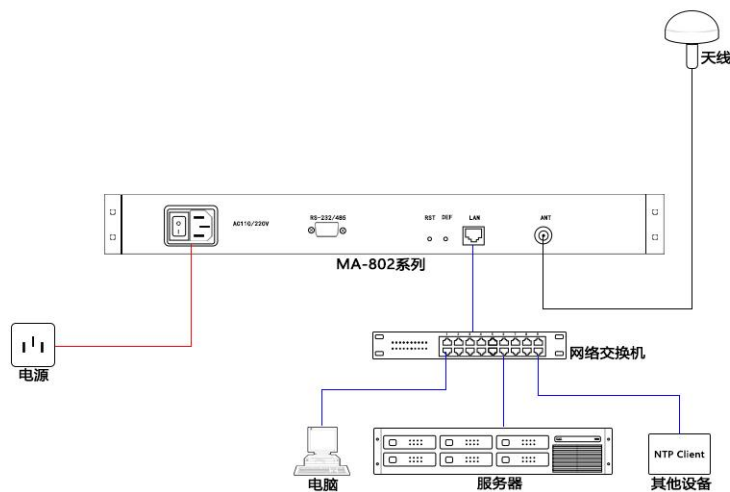 天线
AC110/220V
RS-232/485
RST DEF LAN ANT
MA-802系列
网络交换机
电源
NTP Client
电脑
服务器
其他设备